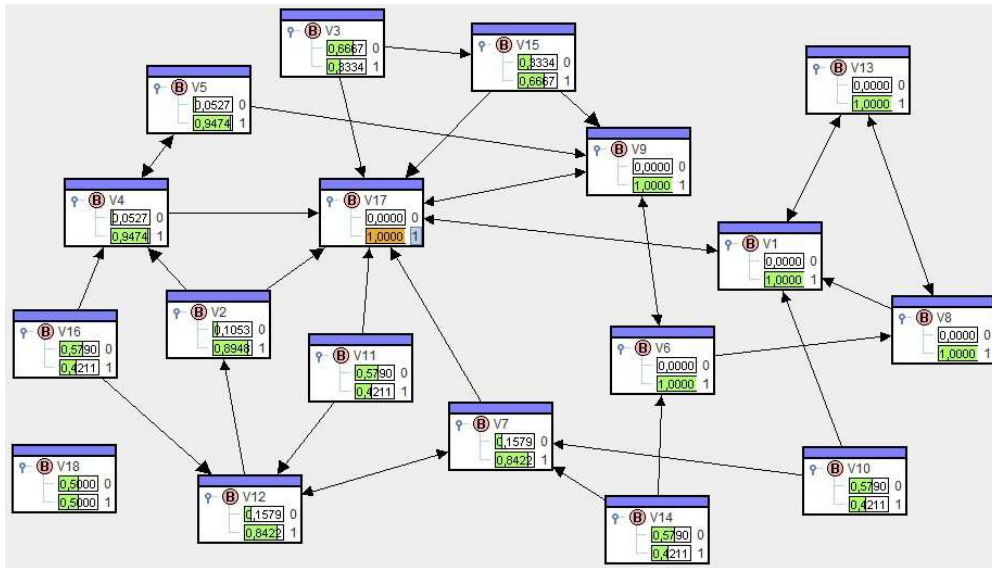 B V3
0,6667 0
0,3334 1
B V15
0,3334 0
0,6667 1
B V13
0,0000 0
1,0000 1
B V5
0,0527 0
0,9474 1
B V9
0,0000 0
1,0000 1
B V4
0,0527 0
0,9474 1
B V17
0,0000 0
1,0000 1
B V1
0,0000 0
1,0000 1
B V2
0,1053 0
0,8948 1
B V8
0,0000 0
1,0000 1
B V16
0,5790 0
0,4211 1
B V11
0,5790 0
0,4211 1
B V6
0,0000 0
1,0000 1
B V7
0,1579 0
0,8422 1
B V18
0,5000 0
0,5000 1
B V12
0,1579 0
0,8422 1
B V10
0,5790 0
0,4211 1
B V14
0,5790 0
0,4211 1